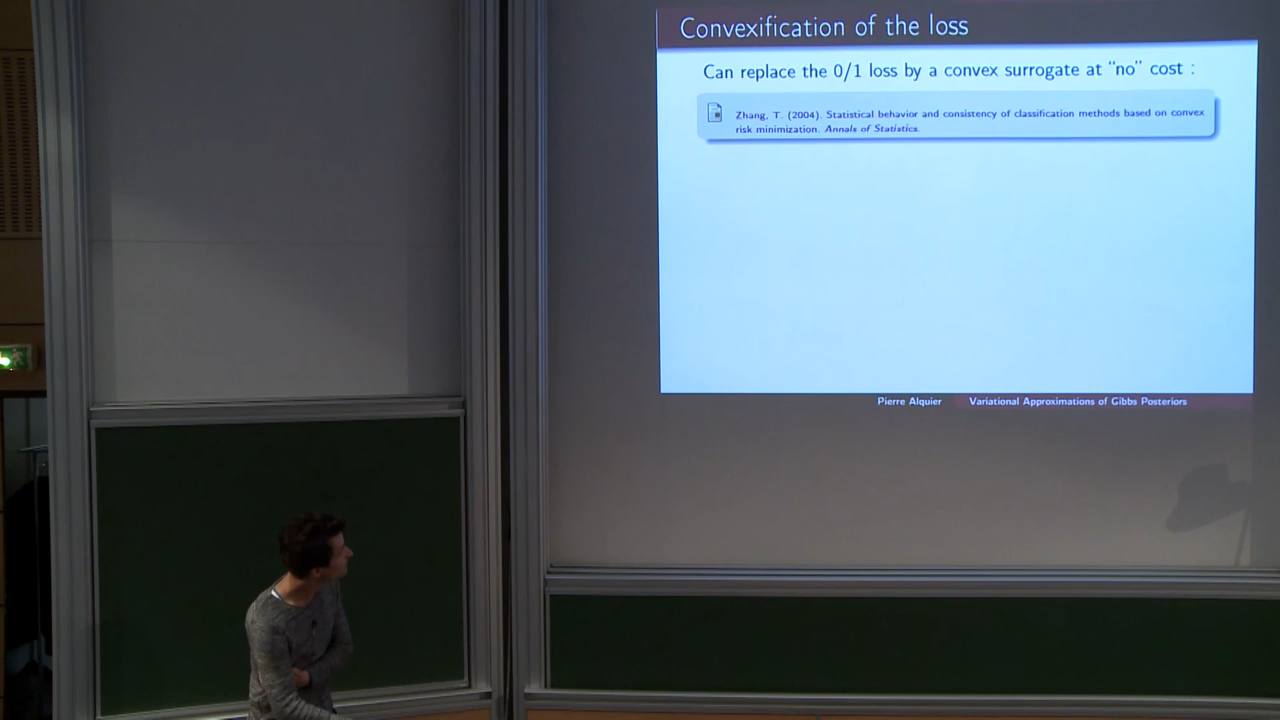 Convexification of the loss
Can replace the 0/1 loss by a convex surrogate at “no” cost :
Zhang, T. (2004). Statistical behavior and consistency of classification methods based on convex
risk minimization. Annals of Statistics.
Pierre Alquier Variational Approximations of Gibbs Posteriors